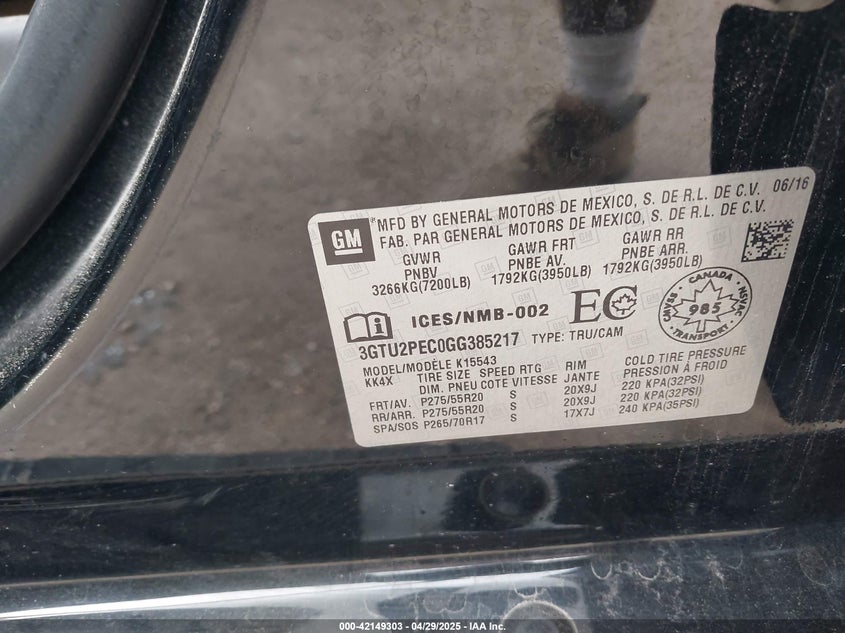 GM
*MFD BY GENERAL MOTORS DE MEXICO, S. DE R.L. DE C.V. 06/16
FAB. PAR GENERAL MOTORS DE MEXICO, S. DE R.L. DE C.V.
GVWR GAWR FRT GAWR RR
PNBV PNBE AV. PNBE ARR.
3266KG(7200LB) 1792KG(3950LB) 1792KG(3950LB)
ICES/NMB-002 EC
CANADA
NSVAC
985
BSVAC
TRANSPORT
3GTU2PEC0GG385217 TYPE: TRU/CAM
MODEL/MODÈLE K15543
KK4X TIRE SIZE SPEED RTG RIM COLD TIRE PRESSURE
DIM. PNEU COTE VITESSE JANTE PRESSION À FROID
FRT/AV. P275/55R20 S 20X9J 220 KPA(32PSI)
RR/ARR. P275/55R20 S 20X9J 220 KPA(32PSI)
SPA/SOS P265/70R17 S 17X7J 240 KPA(35PSI)
000-42149303 - 04/29/2025 - IAA Inc.